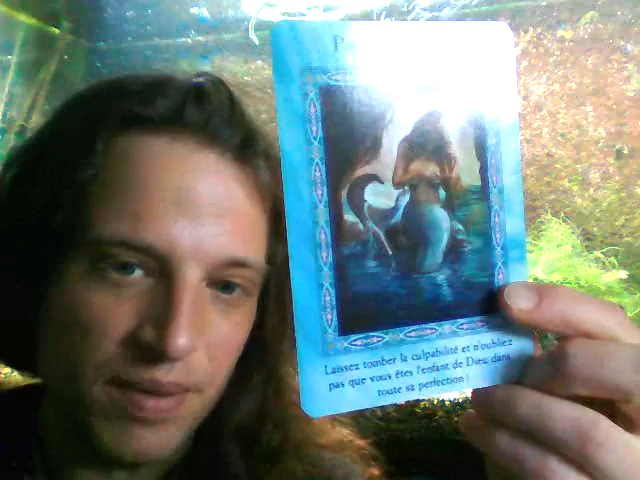 Laissez tomber la culpabilité et n'oubliez
pas que vous êtes l'enfant de Dieu dans
toute sa perfection !